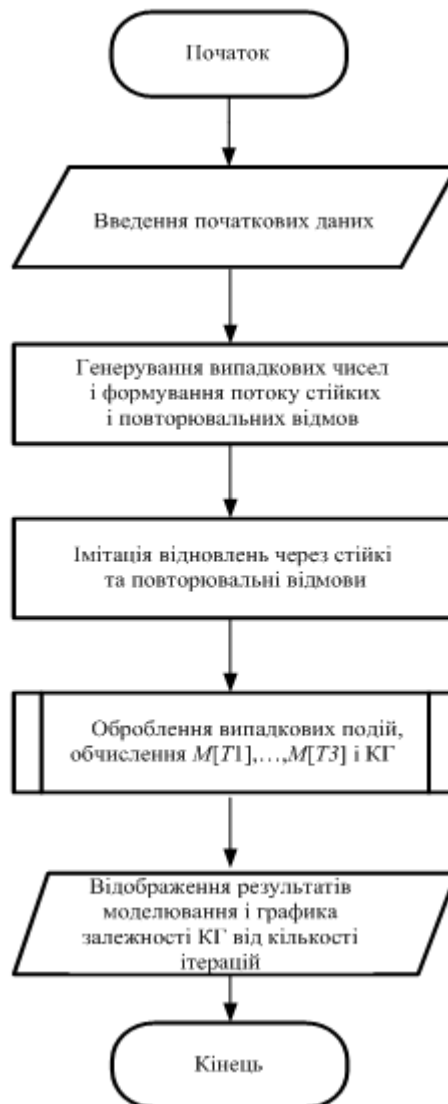 Початок
Введення початкових даних
Генерування випадкових чисел
і формування потоку стійких
і повторювальних відмов
Імітація відновлень через стійкі
та повторювальні відмови
Оброблення випадкових подій,
обчислення M[T1],…,M[T3] і КГ
Відображення результатів
моделювання і графика
залежності КГ від кількості
ітерацій
Кінець